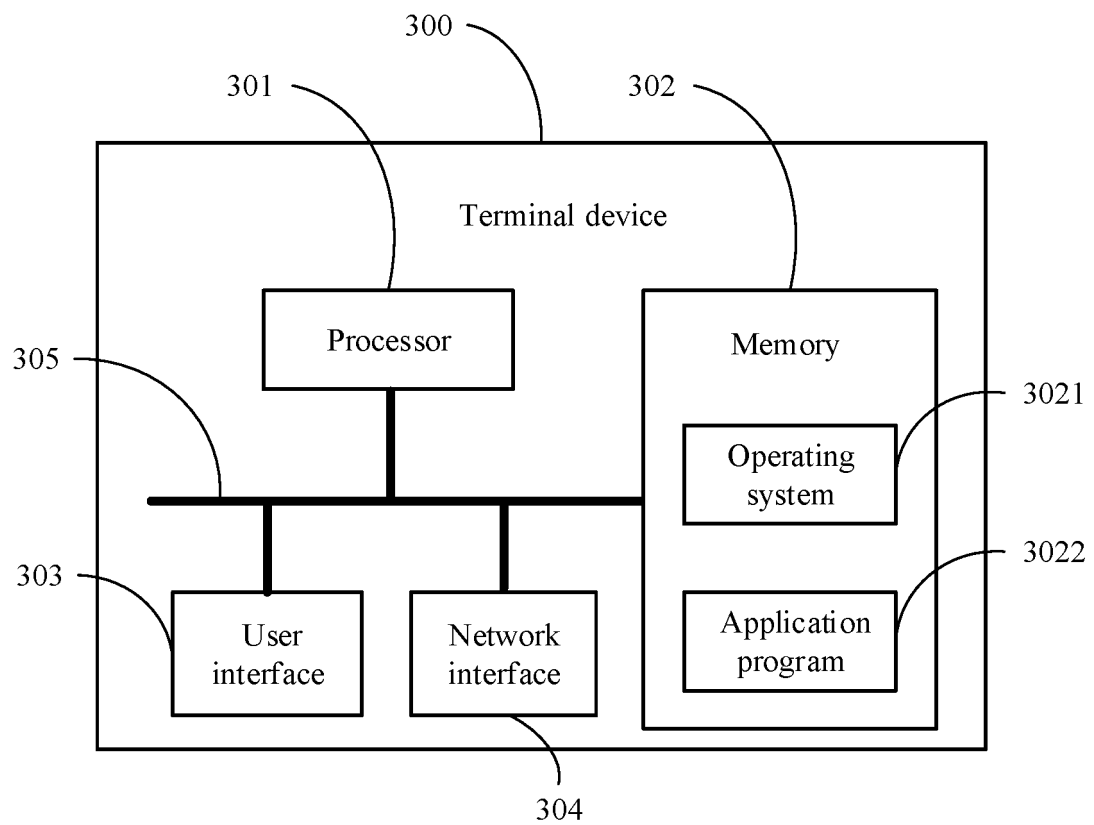 300
301
302
Terminal device
Processor
Memory
305
3021
Operating
system
3022
303
User
interface
Network
interface
Application
program
304